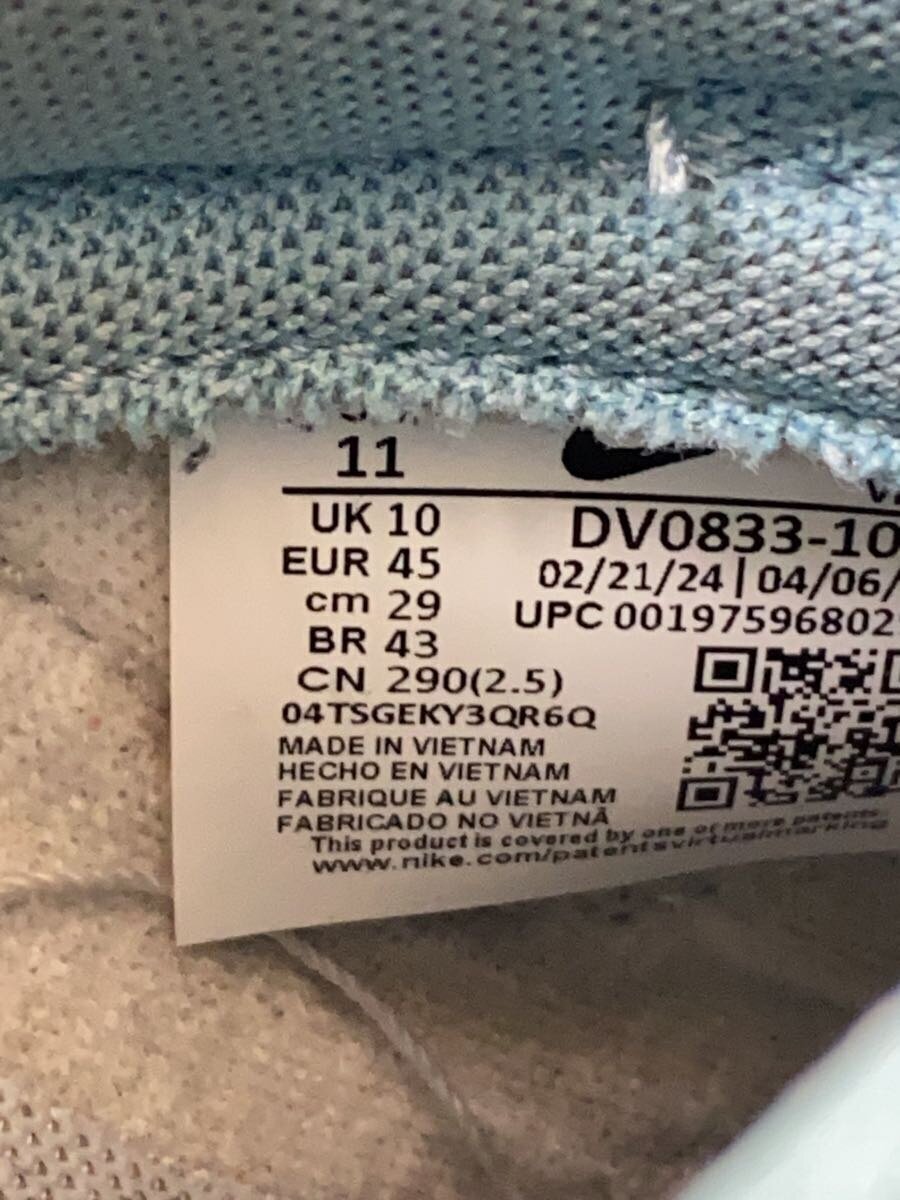 11
UK 10
EUR 45
cm 29
BR 43
CN 290(2.5)
04TSGEKY3QR6Q
MADE IN VIETNAM
HECHO EN VIETNAM
FABRIQUE AU VIETNAM
FABRICADO NO VIETNÃ
DV0833-10
02/21/24 | 04/06/
UPC 001975968029
This product is covered by one or more patents
www.nike.com/patentsvirtualmarking